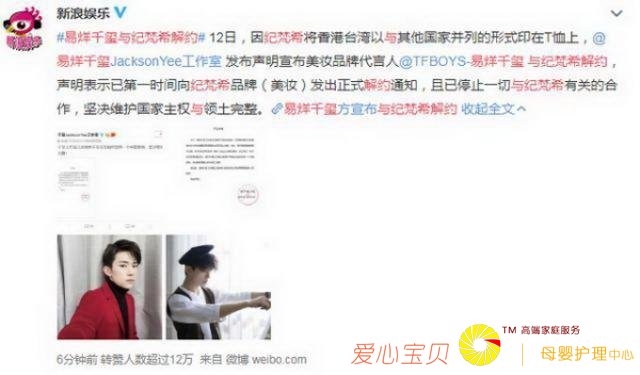 新浪娱乐
#易烊千玺与纪梵希解约# 12日，因纪梵希将香港台湾以与其他国家并列的形式印在T恤上，@
易烊千玺JacksonYee工作室 发布声明宣布美妆品牌代言人@TFBOYS-易烊千玺 与纪梵希解约，
声明表示已第一时间向纪梵希品牌（美妆）发出正式解约通知，且已停止一切与纪梵希有关的合
作，坚决维护国家主权与领土完整。易烊千玺方宣布与纪梵希解约 收起全文
6分钟前 转赞人数超过12万 来自 微博 weibo.com
爱心宝贝
TM 高端家庭服务
母婴护理中心